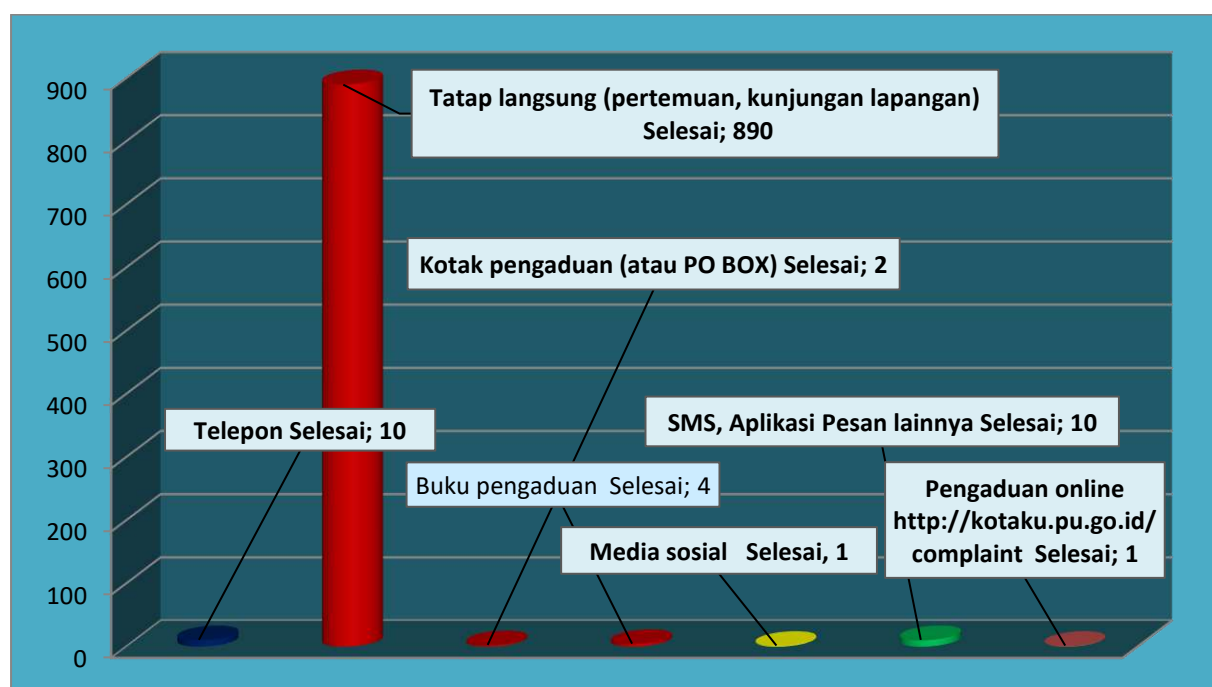 900
800
700
600
500
400
300
200
100
0
Tatap langsung (pertemuan, kunjungan lapangan)
Selesai; 890
Kotak pengaduan (atau PO BOX) Selesai; 2
Telepon Selesai; 10
SMS, Aplikasi Pesan lainnya Selesai; 10
Buku pengaduan  Selesai; 4
Media sosial   Selesai, 1
Pengaduan online
http://kotaku.pu.go.id/
complaint  Selesai; 1